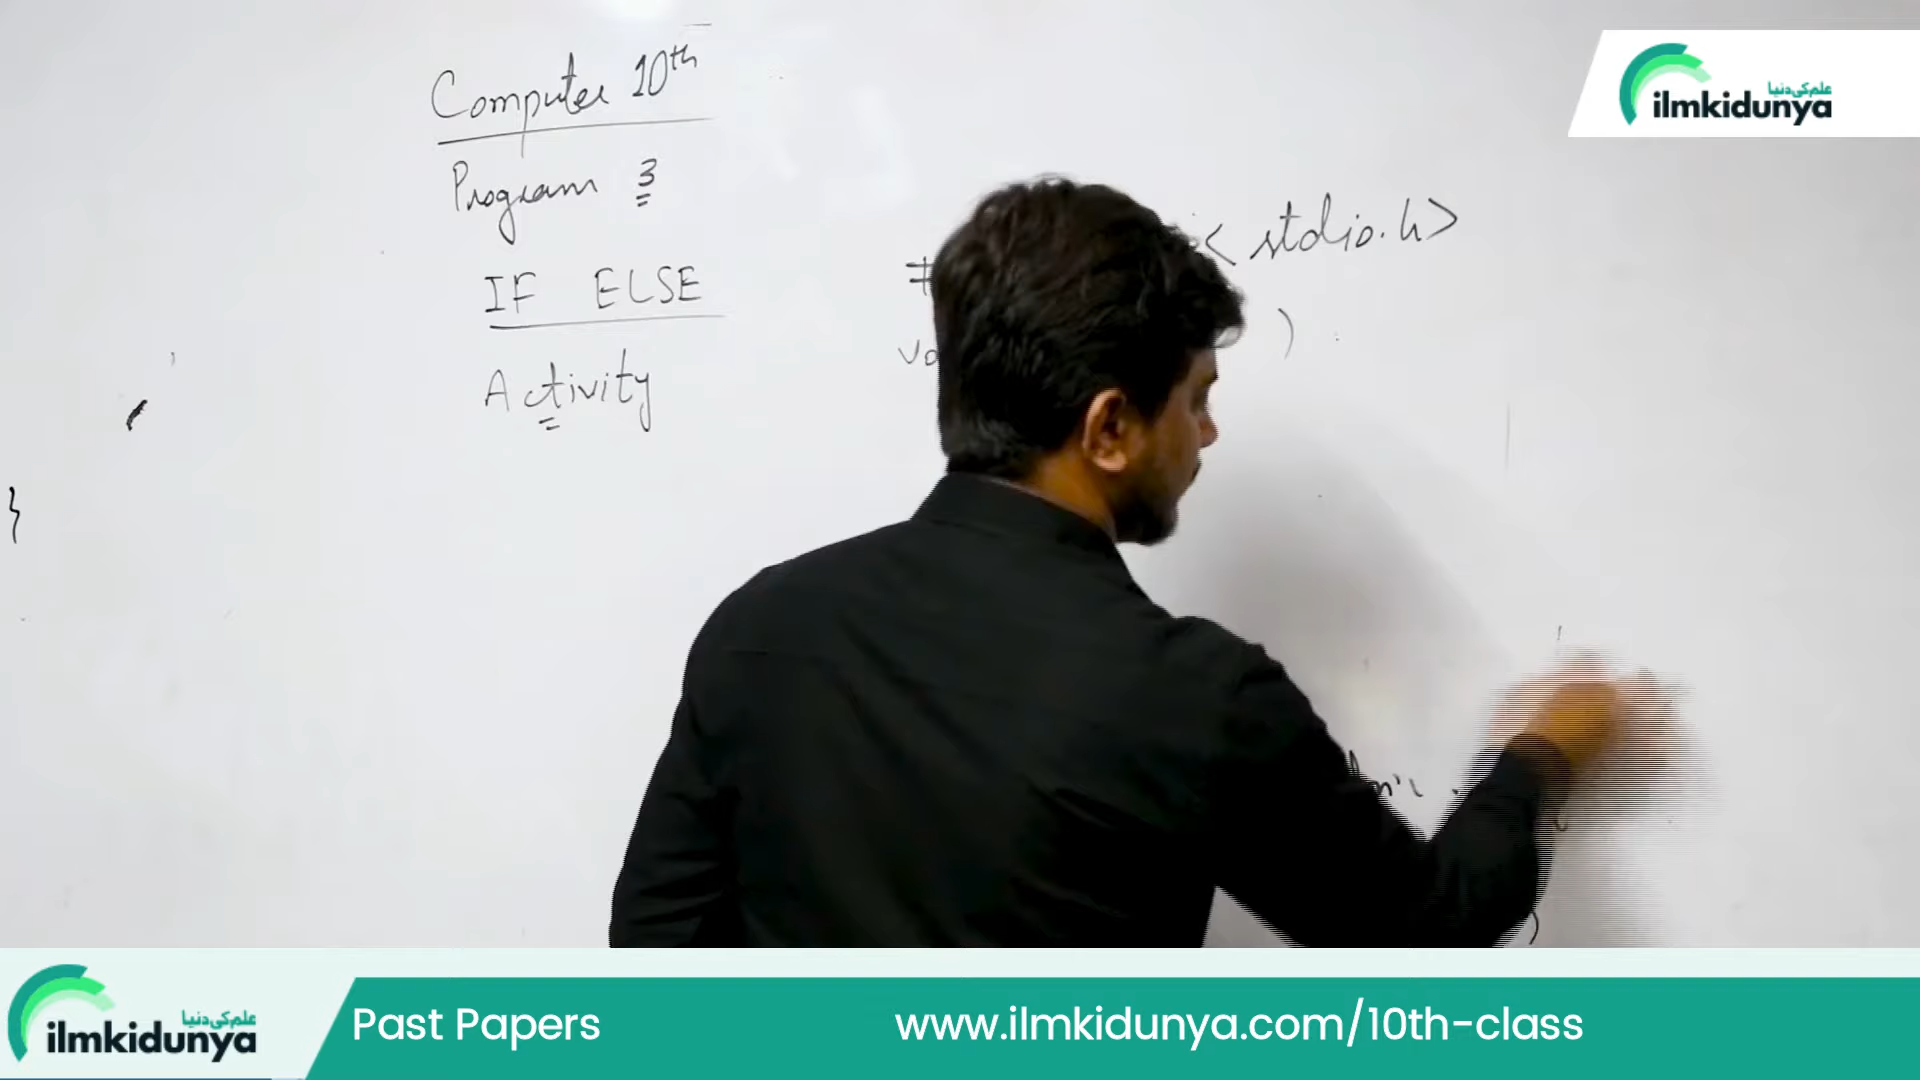 Computer 10th
Program 3
IF ELSE
Activity
# < stdio.h>
)
}
علم کی دنیا
ilmkidunya
علم کی دنیا
ilmkidunya
Past Papers
www.ilmkidunya.com/10th-class